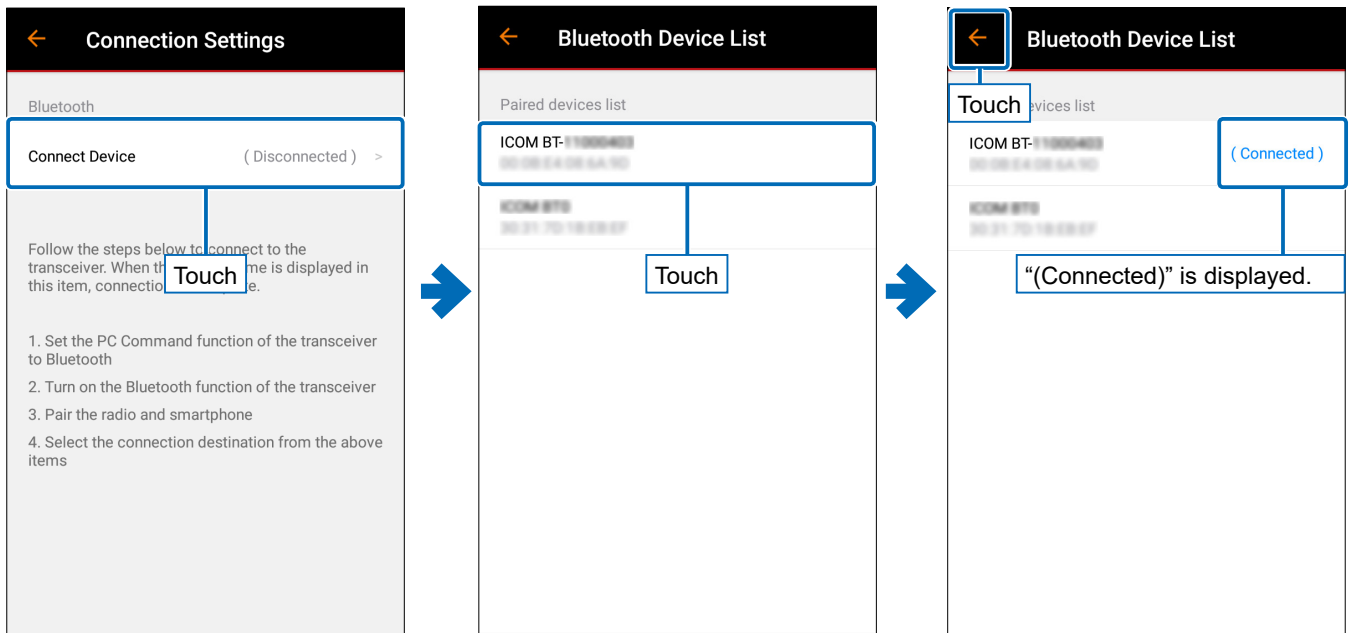 Connection Settings
Bluetooth
Connect Device ( Disconnected ) >
Follow the steps below to connect to the
transceiver. When th me is displayed in
this item, connectio e.
Touch
1. Set the PC Command function of the transceiver
to Bluetooth
2. Turn on the Bluetooth function of the transceiver
3. Pair the radio and smartphone
4. Select the connection destination from the above
items
Bluetooth Device List
Paired devices list
ICOM BT-
Touch
Bluetooth Device List
Touch
evices list
ICOM BT-
( Connected )
“(Connected)” is displayed.